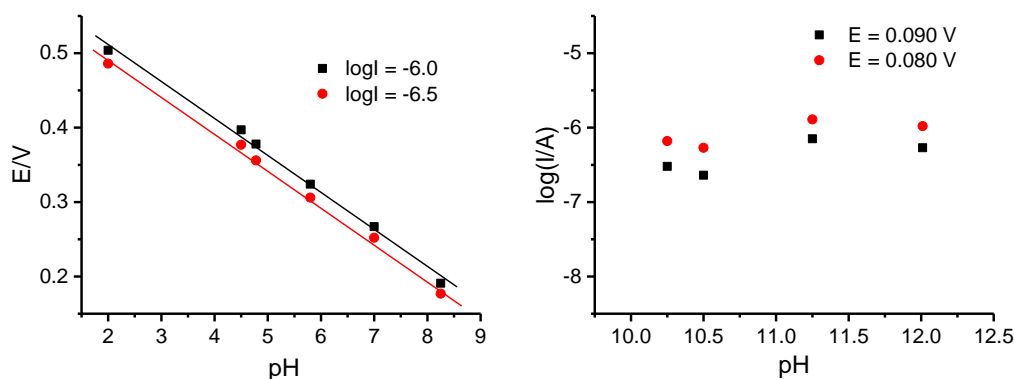 E/V
0.5
0.4
0.3
0.2
logI = -6.0
logI = -6.5
2 3 4 5 6 7 8 9
pH
log(I/A)
-5
-6
-7
-8
E = 0.090 V
E = 0.080 V
10.0 10.5 11.0 11.5 12.0 12.5
pH